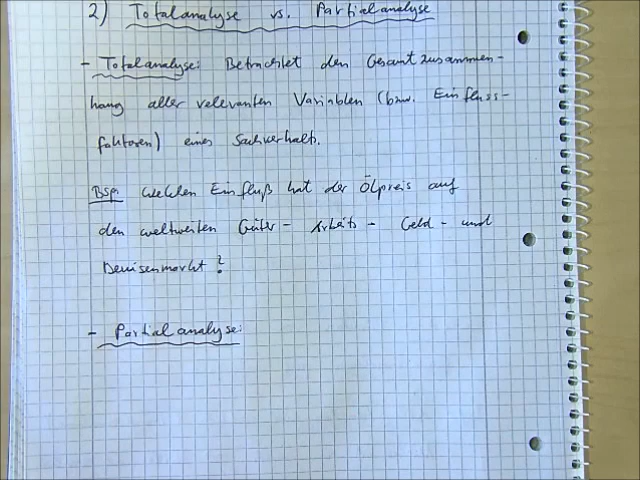 2) Totalanalyse vs. Partialanalyse
- Totalanalyse: Betrachtet den Gesamtzusammen-
hang aller relevanten Variablen (bzw. Einfluss-
faktoren) eines Sachverhalts.
Bsp: Welchen Einfluß hat der Ölpreis auf
den weltweiten Güter- Arbeits- Geld- und
Devisenmarkt?
- Partialanalyse: